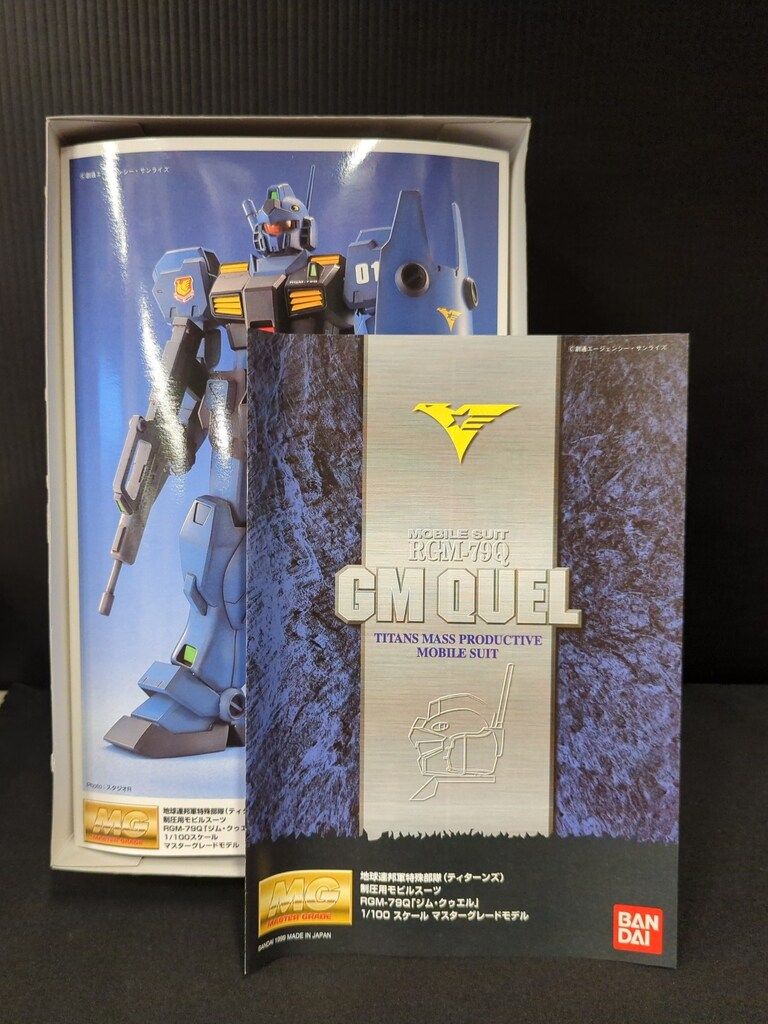 ©創通エージェンシー・サンライズ
01
RGM-79Q
Photo:スタジオR
MG
MASTER GRADE
地球連邦軍特殊部隊(ティタ
制圧用モビルスーツ
RGM-79Q「ジム・クゥエ
1/100スケール
マスターグレードモデル
©創通エージェンシー・サンライズ
MOBILE SUIT
RGM-79Q
GM QUEL
TITANS MASS PRODUCTIVE
MOBILE SUIT
MG
MASTER GRADE
地球連邦軍特殊部隊(ティターンズ)
制圧用モビルスーツ
RGM-79Q「ジム・クゥエル」
1/100 スケール マスターグレードモデル
BANDAI 1999 MADE IN JAPAN
BAN
DAI